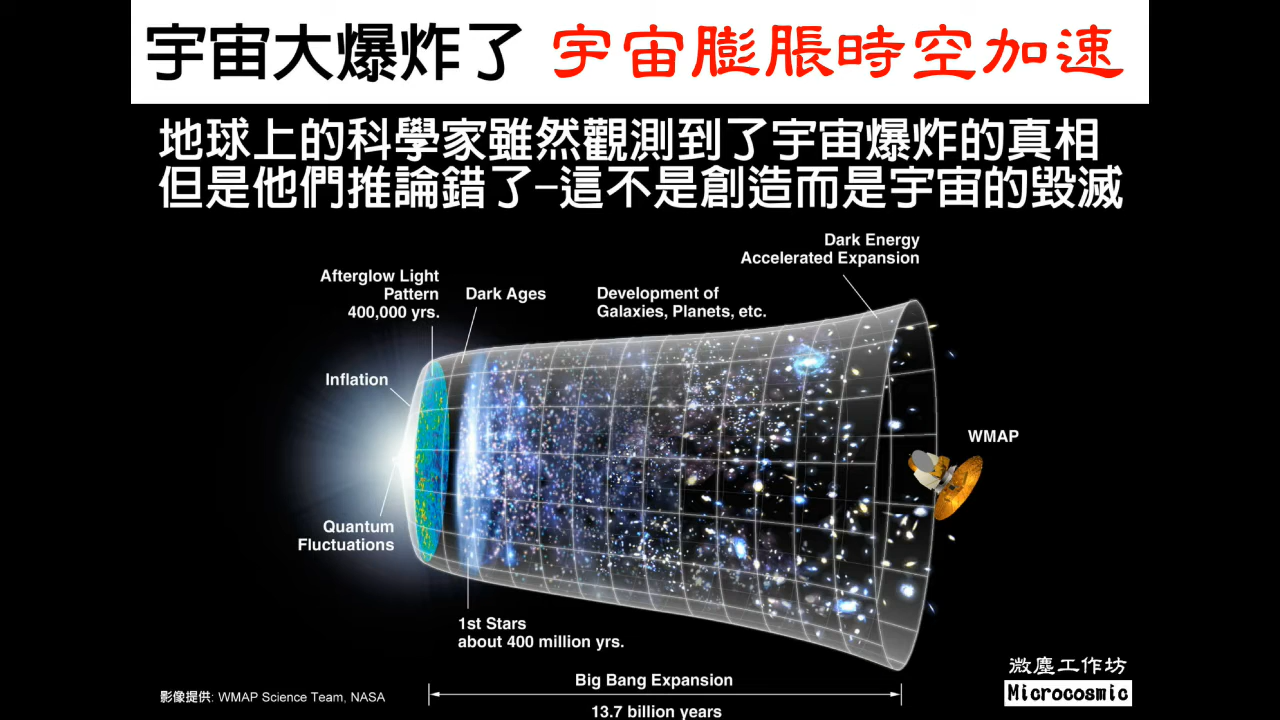 宇宙大爆炸了 宇宙膨脹時空加速
地球上的科學家雖然觀測到了宇宙爆炸的真相
但是他們推論錯了–這不是創造而是宇宙的毀滅
Dark Energy
Accelerated Expansion
Afterglow Light
Pattern
400,000 yrs.
Dark Ages
Development of
Galaxies, Planets, etc.
Inflation
WMAP
Quantum
Fluctuations
1st Stars
about 400 million yrs.
Big Bang Expansion
13.7 billion years
影像提供: WMAP Science Team, NASA
微塵工作坊
Microcosmic